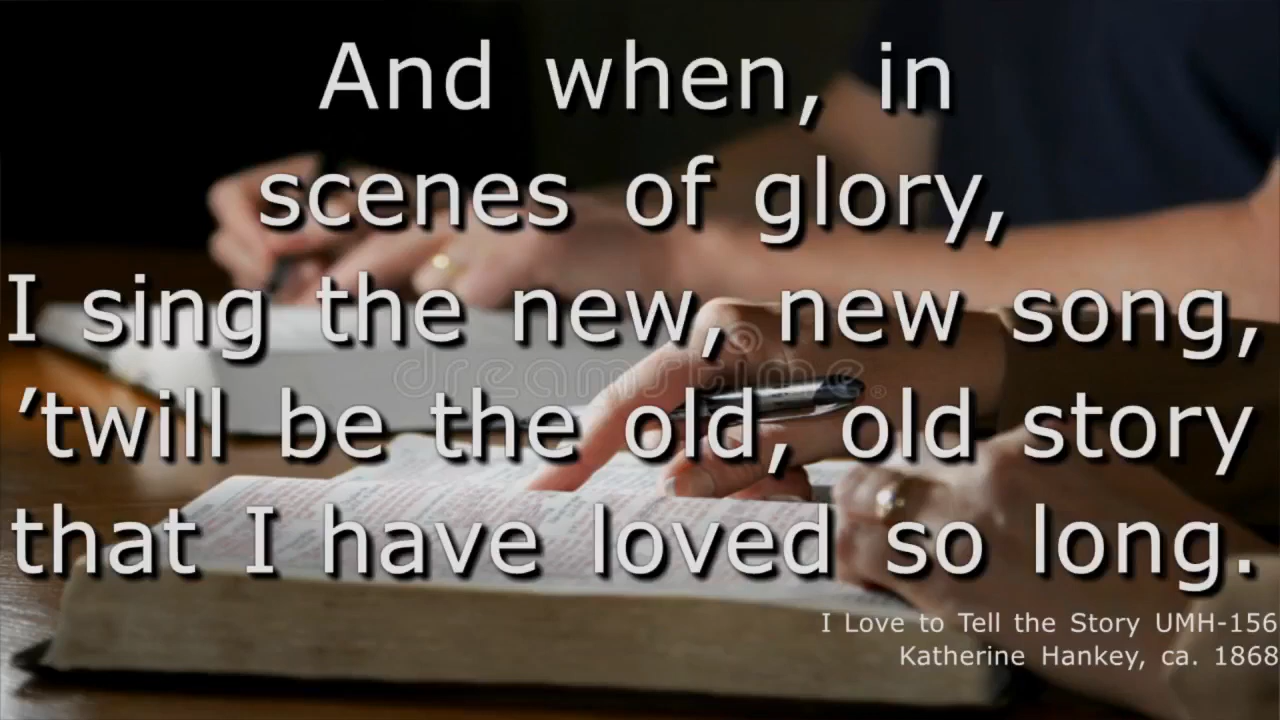 And when, in
scenes of glory,
I sing the new, new song,
dreamstime
’twill be the old, old story
that I have loved so long.
I Love to Tell the Story UMH-156
Katherine Hankey, ca. 1868